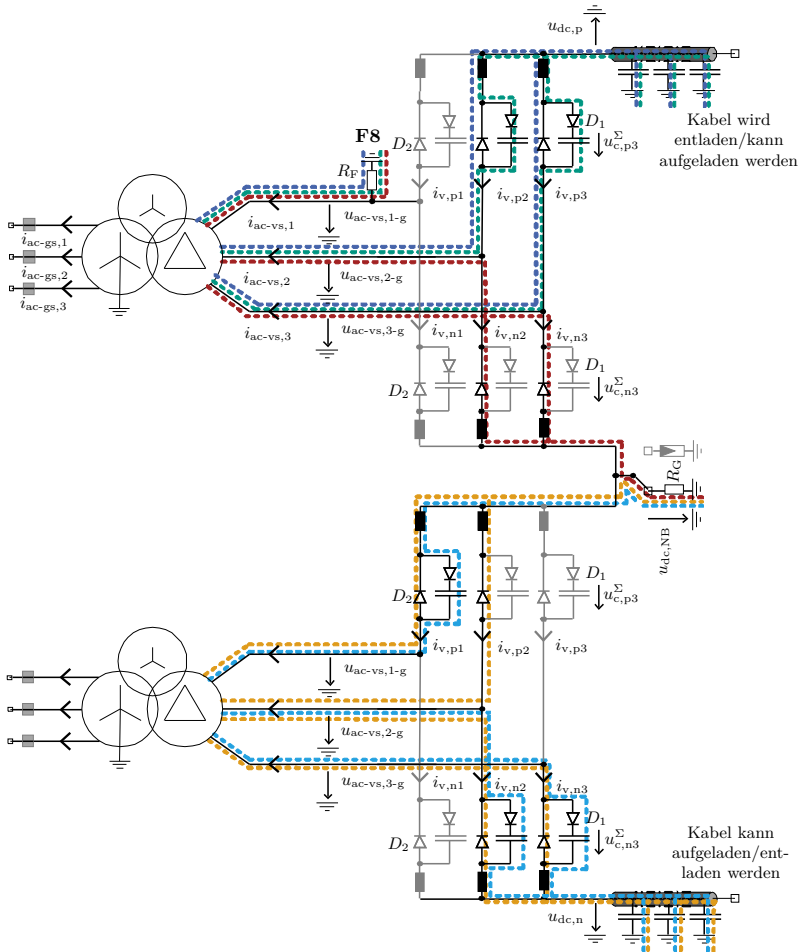 u_dc,p
Kabel wird
entladen/kann
aufgeladen werden
F8
R_F
D_2
D_1
u^Σ_c,p3
i_v,p1
i_v,p2
i_v,p3
i_ac-vs,1
u_ac-vs,1-g
i_ac-gs,1
i_ac-gs,2
i_ac-gs,3
i_ac-vs,2
u_ac-vs,2-g
i_ac-vs,3
u_ac-vs,3-g
i_v,n1
i_v,n2
i_v,n3
D_2
D_1
u^Σ_c,n3
R_G
u_dc,NB
D_2
D_1
u^Σ_c,p3
i_v,p1
i_v,p2
i_v,p3
u_ac-vs,1-g
u_ac-vs,2-g
u_ac-vs,3-g
i_v,n1
i_v,n2
i_v,n3
D_2
D_1
u^Σ_c,n3
Kabel kann
aufgeladen/ent-
laden werden
u_dc,n